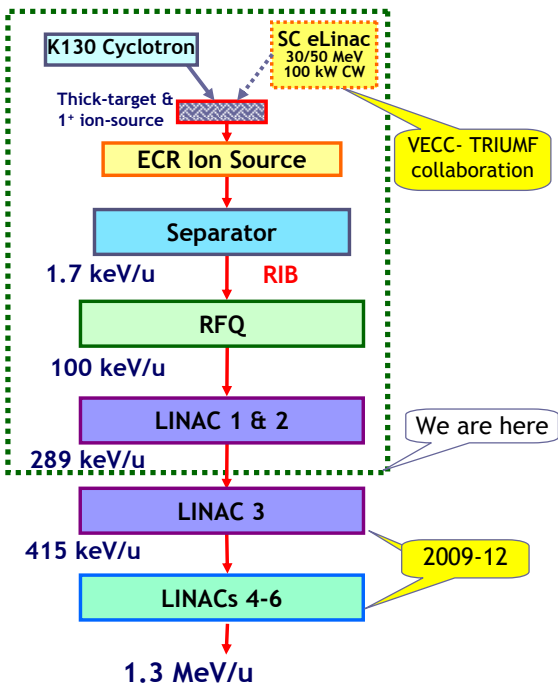 K130 Cyclotron
SC eLinac
30/50 MeV
100 kW CW
Thick-target &
1+ ion-source
VECC- TRIUMF
collaboration
ECR Ion Source
Separator
1.7 keV/u
RIB
RFQ
100 keV/u
LINAC 1 & 2
We are here
289 keV/u
LINAC 3
415 keV/u
2009-12
LINACs 4-6
1.3 MeV/u